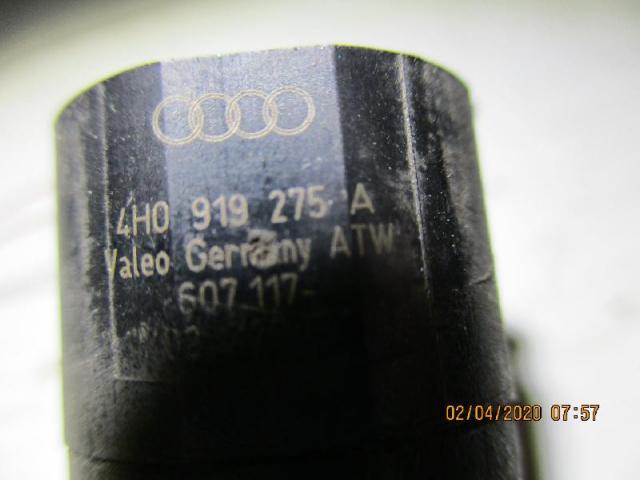 4H0 919 275 A
Valeo Germany ATW
607.117-
02/04/2020 07:57